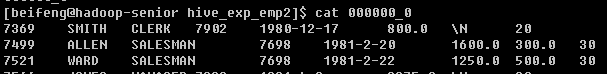 [beifeng@hadoop-senior hive_exp_emp2]$ cat 000000_0
7369 SMITH CLERK 7902 1980-12-17 800.0 \N 20
7499 ALLEN SALESMAN 7698 1981-2-20 1600.0 300.0 30
7521 WARD SALESMAN 7698 1981-2-22 1250.0 500.0 30